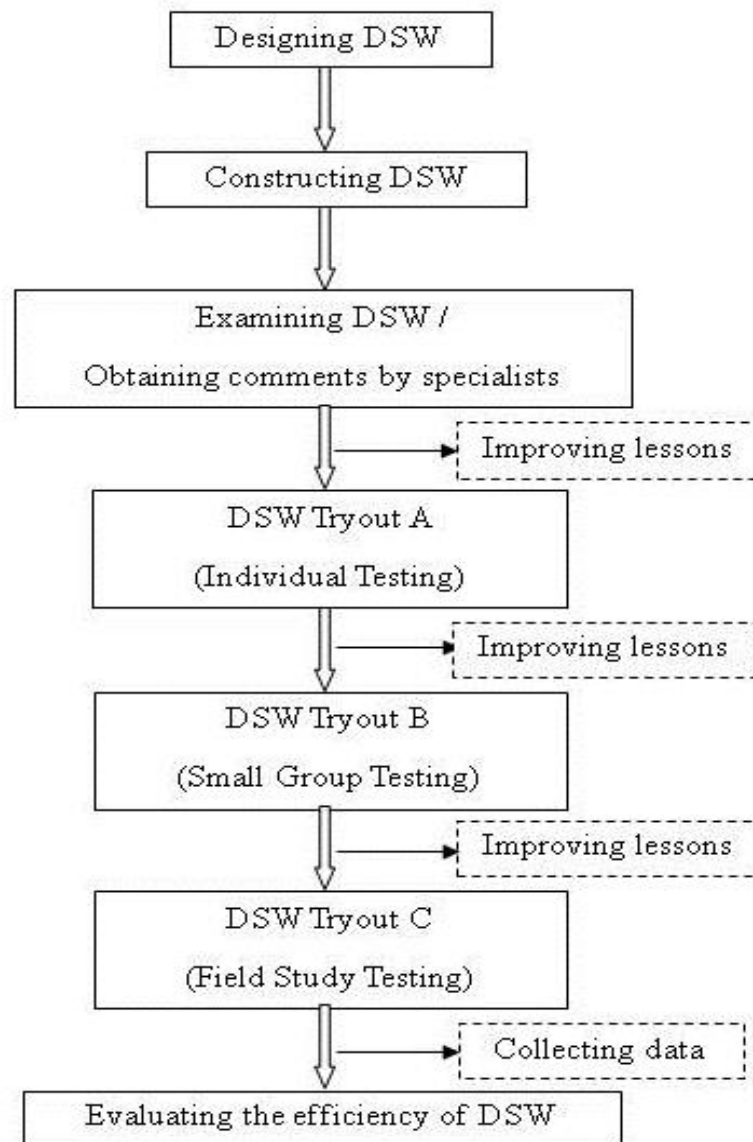 Designing DSW
Constructing DSW
Examining DSW /
Obtaining comments by specialists
Improving lessons
DSW Tryout A
(Individual Testing)
Improving lessons
DSW Tryout B
(Small Group Testing)
Improving lessons
DSW Tryout C
(Field Study Testing)
Collecting data
Evaluating the efficiency of DSW